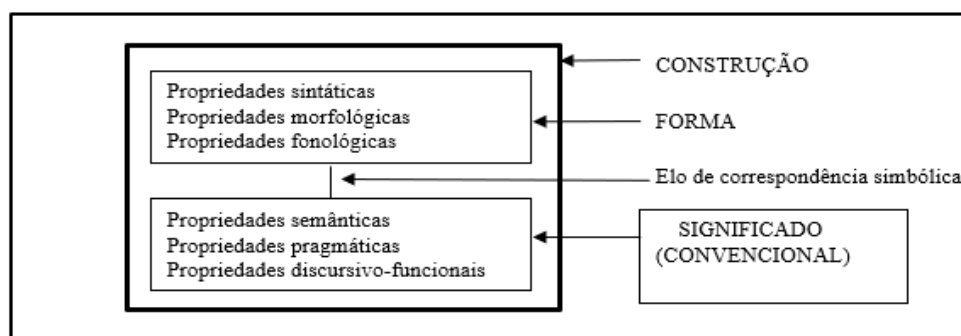 Propriedades sintáticas
Propriedades morfológicas
Propriedades fonológicas
Propriedades semânticas
Propriedades pragmáticas
Propriedades discursivo-funcionais
CONSTRUÇÃO
FORMA
Elo de correspondência simbólica
SIGNIFICADO
(CONVENCIONAL)